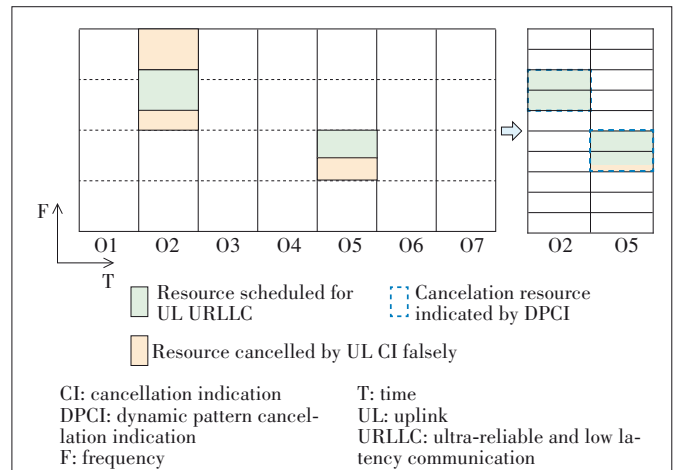 F
T
O1 O2 O3 O4 O5 O6 O7
O2 O5
Resource scheduled for
UL URLLC
Cancelation resource
indicated by DPCI
Resource cancelled by UL CI falsely
CI: cancellation indication
DPCI: dynamic pattern cancel-
lation indication
F: frequency
T: time
UL: uplink
URLLC: ultra-reliable and low la-
tency communication